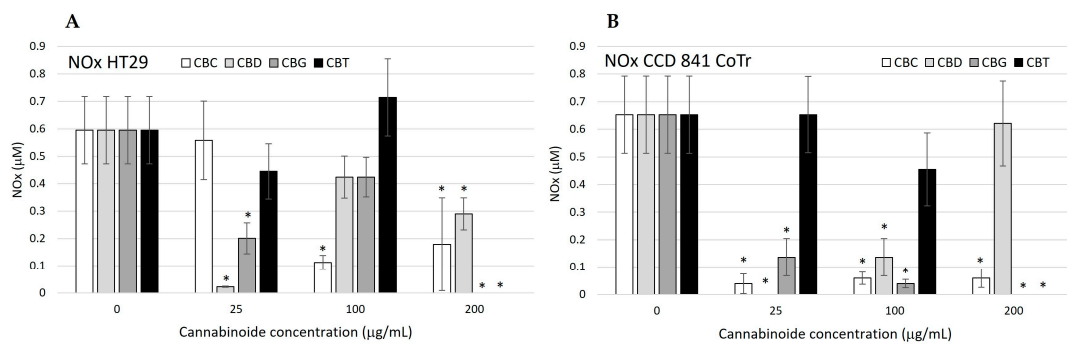 A
NOx HT29
CBC CBD CBG CBT
NOx (μM)
0.9
0.8
0.7
0.6
0.5
0.4
0.3
0.2
0.1
0
* * * * * * *
0 25 100 200
Cannabinoide concentration (μg/mL)
B
NOx CCD 841 CoTr
CBC CBD CBG CBT
NOx (μM)
0.9
0.8
0.7
0.6
0.5
0.4
0.3
0.2
0.1
0
* * * * * * * * *
0 25 100 200
Cannabinoide concentration (μg/mL)